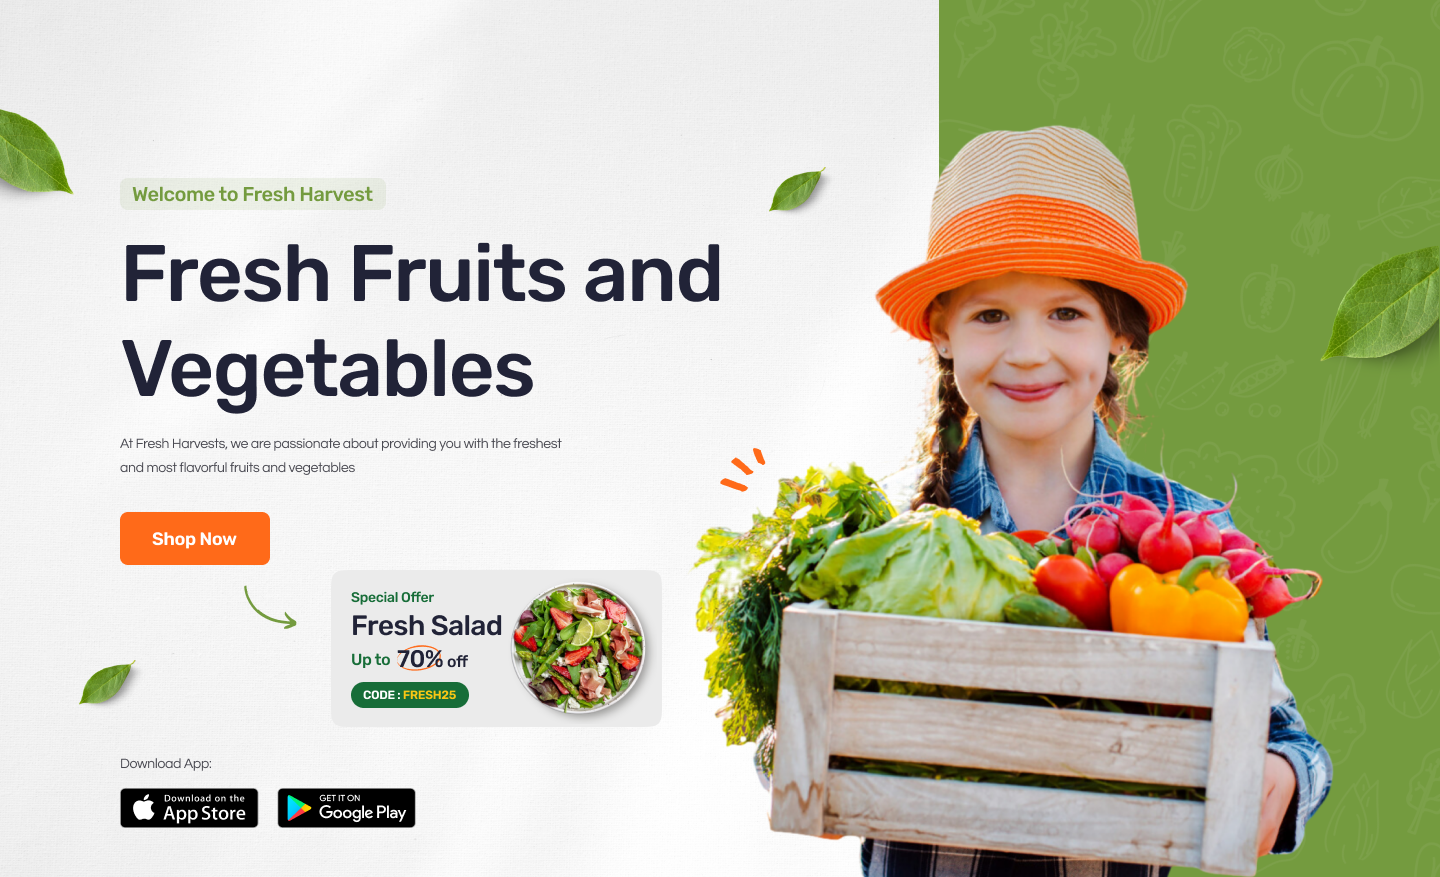 Welcome to Fresh Harvest
Fresh Fruits and
Vegetables
At Fresh Harvests, we are passionate about providing you with the freshest
and most flavorful fruits and vegetables
Shop Now
Special Offer
Fresh Salad
Up to 70% off
CODE : FRESH25
Download App:
Download on the
App Store
GET IT ON
Google Play